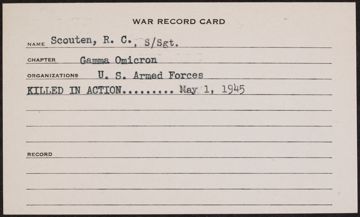 WAR RECORD CARD
NAME Scouten, R. C., S/Sgt.
CHAPTER Gamma Omicron
ORGANIZATIONS U. S. Armed Forces
KILLED IN ACTION......... May 1, 1945
RECORD